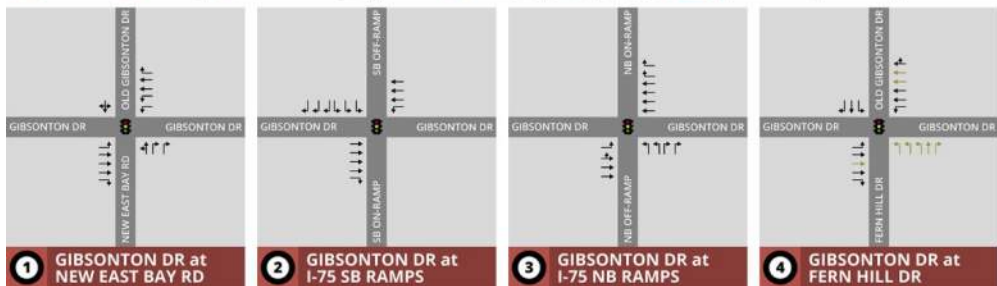 OLD GIBSONTON DR
GIBSONTON DR
GIBSONTON DR
NEW EAST BAY RD
1
GIBSONTON DR at
NEW EAST BAY RD
SB OFF-RAMP
GIBSONTON DR
GIBSONTON DR
SB ON-RAMP
2
GIBSONTON DR at
I-75 SB RAMPS
NB ON-RAMP
GIBSONTON DR
GIBSONTON DR
NB OFF-RAMP
3
GIBSONTON DR at
I-75 NB RAMPS
OLD GIBSONTON DR
GIBSONTON DR
GIBSONTON DR
FERN HILL DR
4
GIBSONTON DR at
FERN HILL DR